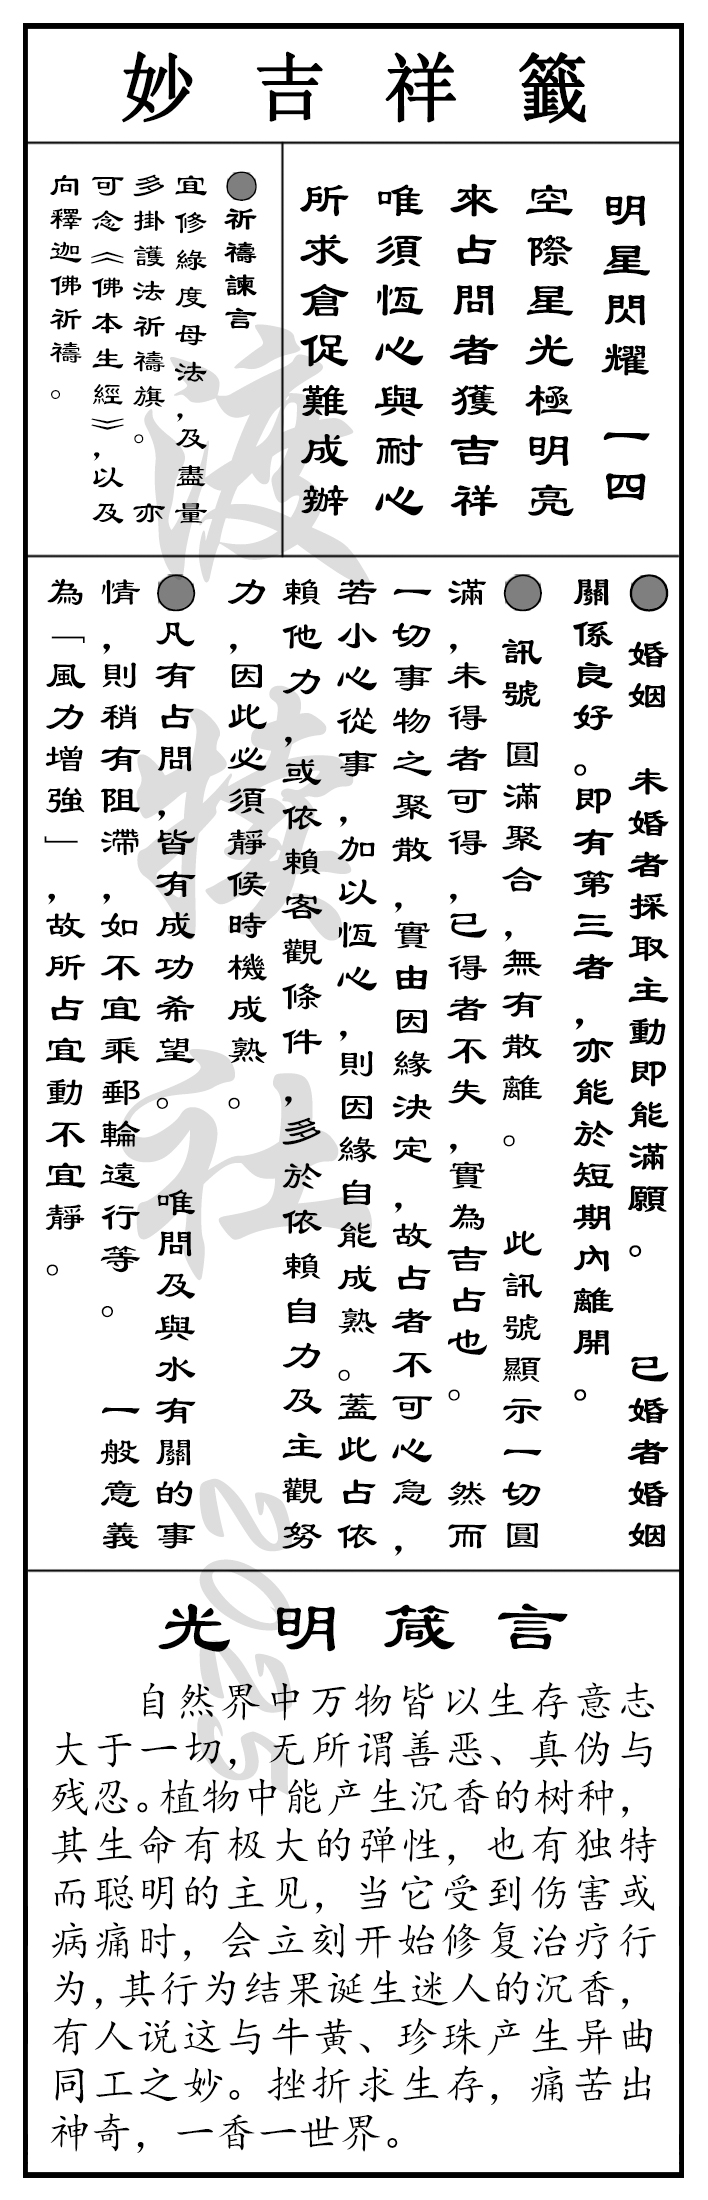 妙吉祥籤
明星閃耀 一四
空際星光極明亮
來占問者獲吉祥
唯須恆心與耐心
所求倉促難成辦
●祈禱諫言
宜修綠度母法，及盡量
多掛護法祈禱旗。亦
可念《佛本生經》，以及
向釋迦佛祈禱。
● 婚姻 未婚者採取主動即能滿願。 已婚者婚姻
關係良好。即有第三者，亦能於短期內離開。
● 訊號 圓滿聚合，無有散離。 此訊號顯示一切圓
滿，未得者可得，已得者不失，實為吉占也。 然而
一切事物之聚散，實由因緣決定，故占者不可心急，
若小心從事，加以恆心，則因緣自能成熟。蓋此占依
賴他力，或依賴客觀條件，多於依賴自力及主觀努
力，因此必須靜候時機成熟。
●凡有占問，皆有成功希望。 唯問及與水有關的事
情，則稍有阻滯，如不宜乘郵輪遠行等。 一般意義
為「風力增強」，故所占宜動不宜靜。
光明箴言
自然界中万物皆以生存意志
大于一切，无所谓善恶、真伪与
残忍。植物中能产生沉香的树种，
其生命有极大的弹性，也有独特
而聪明的主见，当它受到伤害或
病痛时，会立刻开始修复治疗行
为，其行为结果诞生迷人的沉香，
有人说这与牛黄、珍珠产生异曲
同工之妙。挫折求生存，痛苦出
神奇，一香一世界。
渡犊社2025